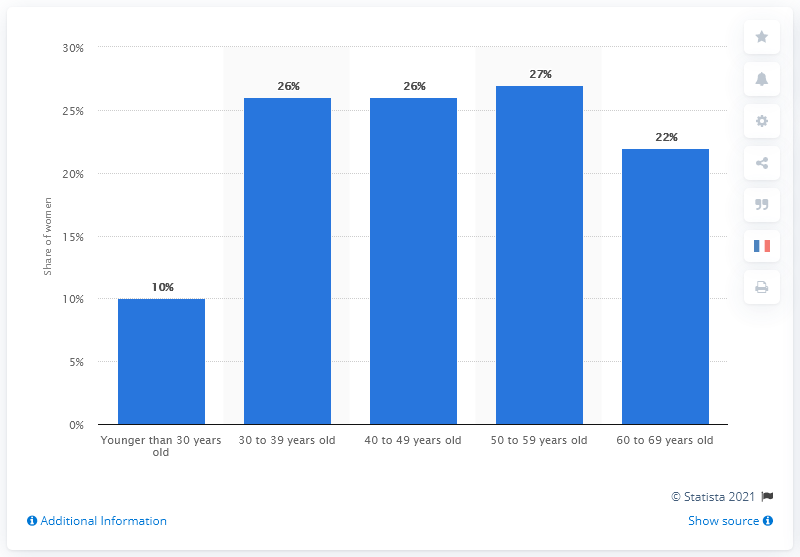 30%
25%
20%
15%
10%
5%
0%
Share of women
10%
26%
26%
27%
22%
Younger than 30 years old
30 to 39 years old
40 to 49 years old
50 to 59 years old
60 to 69 years old
© Statista 2021
Additional Information
Show source